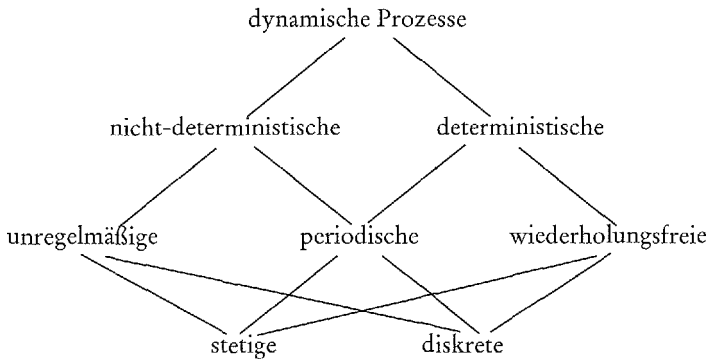 dynamische Prozesse
nicht-deterministische deterministische
unregelmäßige periodische wiederholungsfreie
stetige diskrete